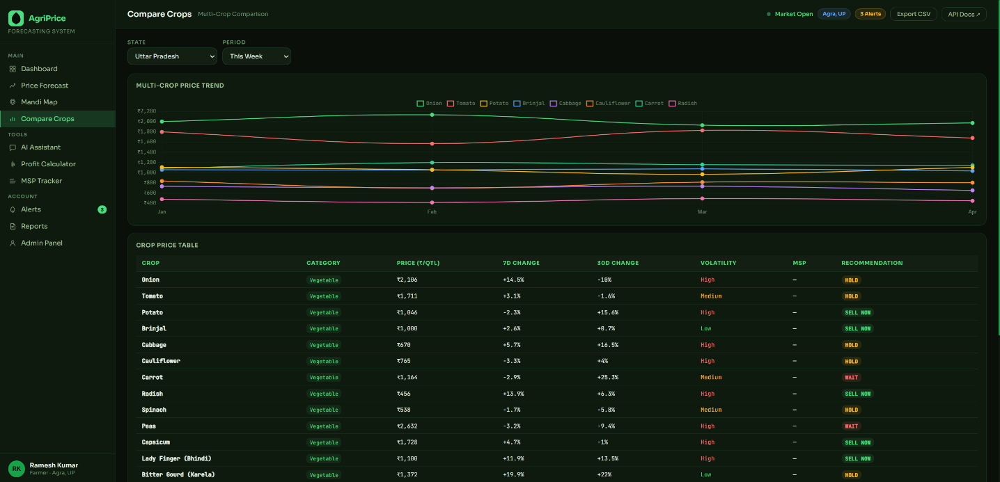 AgriPrice
FORECASTING SYSTEM
MAIN
Dashboard
Price Forecast
Mandi Map
Compare Crops
TOOLS
AI Assistant
Profit Calculator
MSP Tracker
ACCOUNT
Alerts 3
Reports
Admin Panel
RK
Ramesh Kumar
Farmer · Agra, UP
Compare Crops Multi-Crop Comparison
Market Open Agra, UP 3 Alerts Export CSV API Docs ↗
STATE PERIOD
Uttar Pradesh This Week
MULTI-CROP PRICE TREND
Onion Tomato Potato Brinjal Cabbage Cauliflower Carrot Radish
₹2,200
₹2,000
₹1,800
₹1,600
₹1,400
₹1,200
₹1,000
₹800
₹600
₹400
Jan Feb Mar Apr
CROP PRICE TABLE
CROP CATEGORY PRICE (₹/QTL) 7D CHANGE 30D CHANGE VOLATILITY MSP RECOMMENDATION
Onion Vegetable ₹2,106 +14.5% -10% High — HOLD
Tomato Vegetable ₹1,711 +3.1% -1.6% Medium — HOLD
Potato Vegetable ₹1,046 -2.3% +15.6% High — SELL NOW
Brinjal Vegetable ₹1,000 +2.6% +0.7% Low — SELL NOW
Cabbage Vegetable ₹670 +5.7% +16.5% High — HOLD
Cauliflower Vegetable ₹765 -3.3% +4% High — HOLD
Carrot Vegetable ₹1,164 -2.9% +25.3% Medium — WAIT
Radish Vegetable ₹456 +13.9% +6.3% High — SELL NOW
Spinach Vegetable ₹538 -1.7% -5.8% Medium — HOLD
Peas Vegetable ₹2,632 -3.2% -9.4% High — WAIT
Capsicum Vegetable ₹1,728 +4.7% -1% High — SELL NOW
Lady Finger (Bhindi) Vegetable ₹1,100 +11.9% +13.5% High — SELL NOW
Bitter Gourd (Karela) Vegetable ₹1,372 +19.9% +22% Low — HOLD